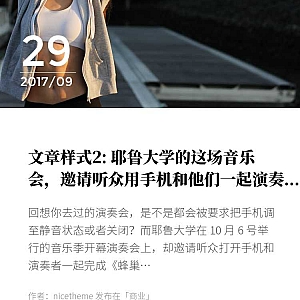 29
2017/09
文章样式2: 耶鲁大学的这场音乐
会，邀请听众用手机和他们一起演奏…
回想你去过的演奏会，是不是都会被要求把手机调
至静音状态或者关闭？而耶鲁大学在 10 月 6 号举
行的音乐季开幕演奏会上，却邀请听众打开手机和
演奏者一起完成《蜂巢…
作者：nicetheme 发布在「商业」